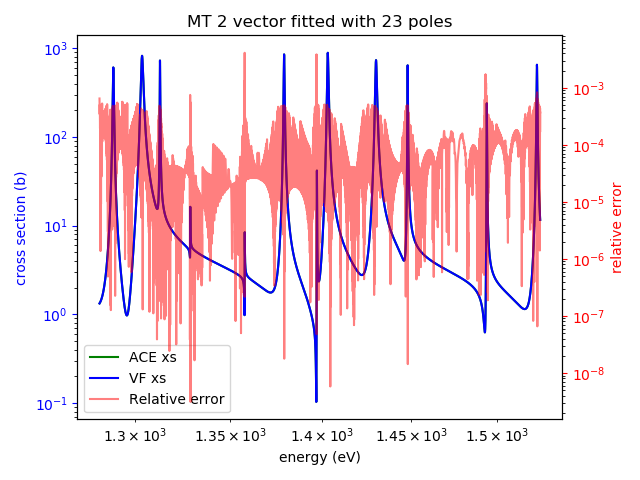 MT 2 vector fitted with 23 poles
cross section (b)
10³
10²
10¹
10⁰
10⁻¹
relative error
10⁻³
10⁻⁴
10⁻⁵
10⁻⁶
10⁻⁷
10⁻⁸
ACE xs
VF xs
Relative error
1.3 × 10³ 1.35 × 10³ 1.4 × 10³ 1.45 × 10³ 1.5 × 10³
energy (eV)